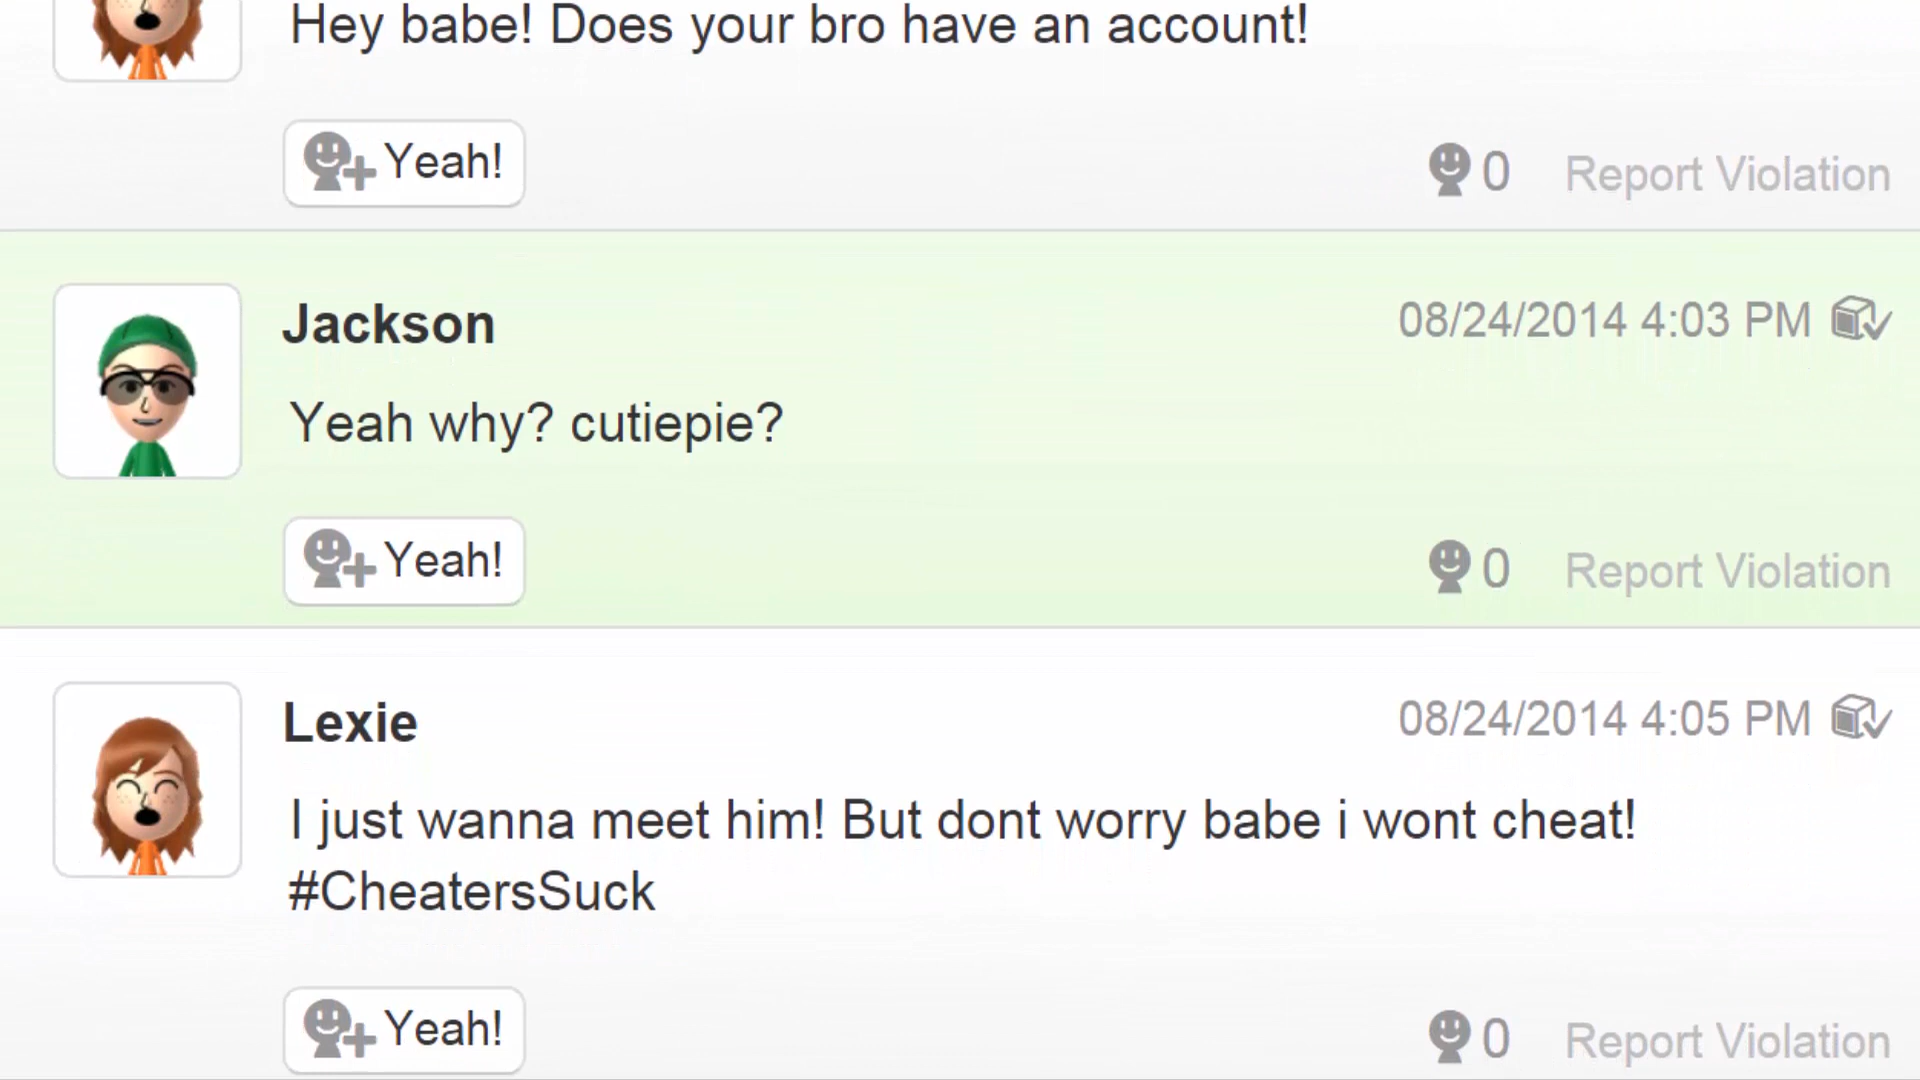 Hey babe! Does your bro have an account!
Yeah!
0 Report Violation
Jackson
08/24/2014 4:03 PM
Yeah why? cutiepie?
Yeah!
0 Report Violation
Lexie
08/24/2014 4:05 PM
I just wanna meet him! But dont worry babe i wont cheat!
#CheatersSuck
Yeah!
0 Report Violation